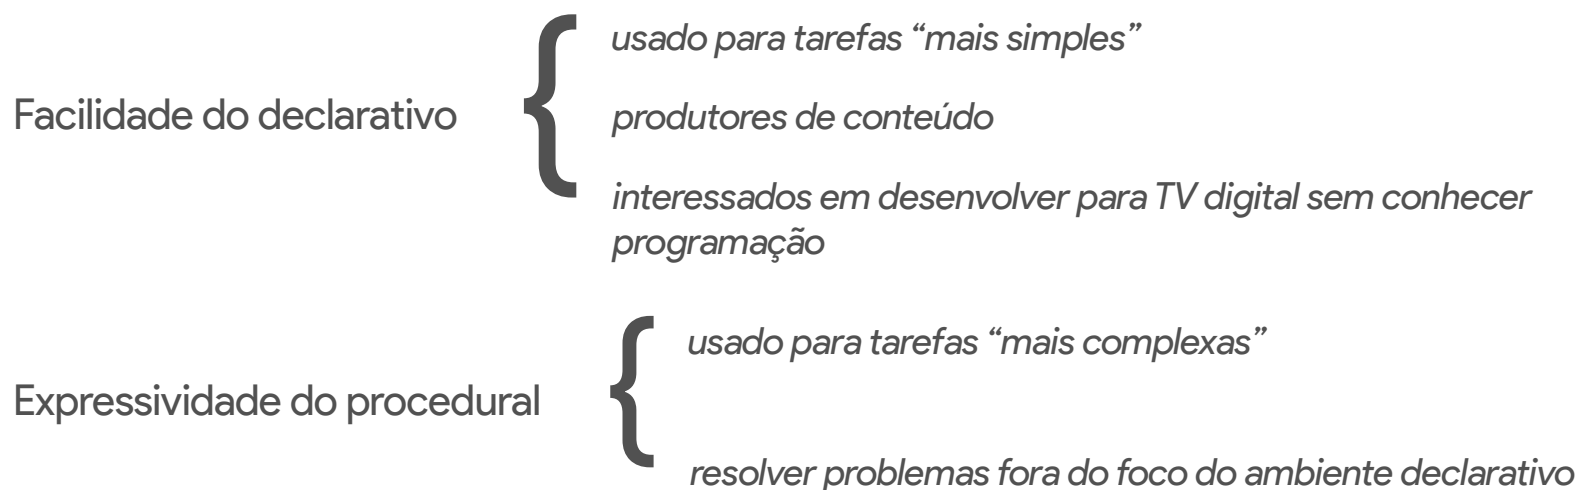 usado para tarefas “mais simples”
Facilidade do declarativo
produtores de conteúdo
interessados em desenvolver para TV digital sem conhecer
programação
usado para tarefas “mais complexas”
Expressividade do procedural
resolver problemas fora do foco do ambiente declarativo